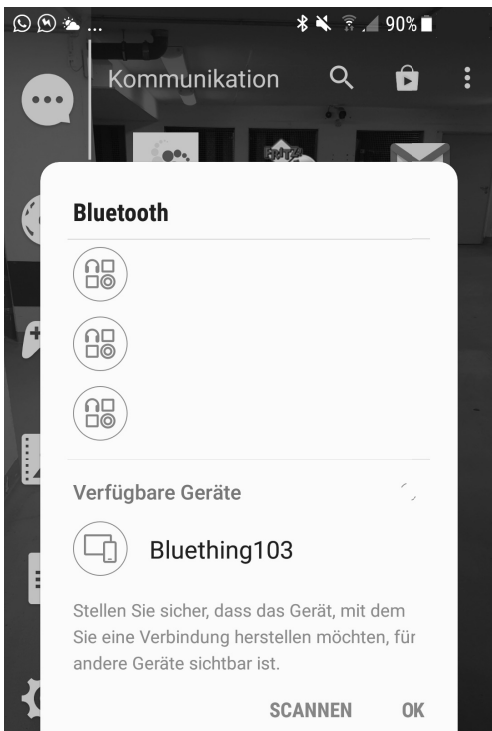 ... 90%
Kommunikation
FRITZ!
Bluetooth
Verfügbare Geräte
Bluething103
Stellen Sie sicher, dass das Gerät, mit dem
Sie eine Verbindung herstellen möchten, für
andere Geräte sichtbar ist.
SCANNEN OK